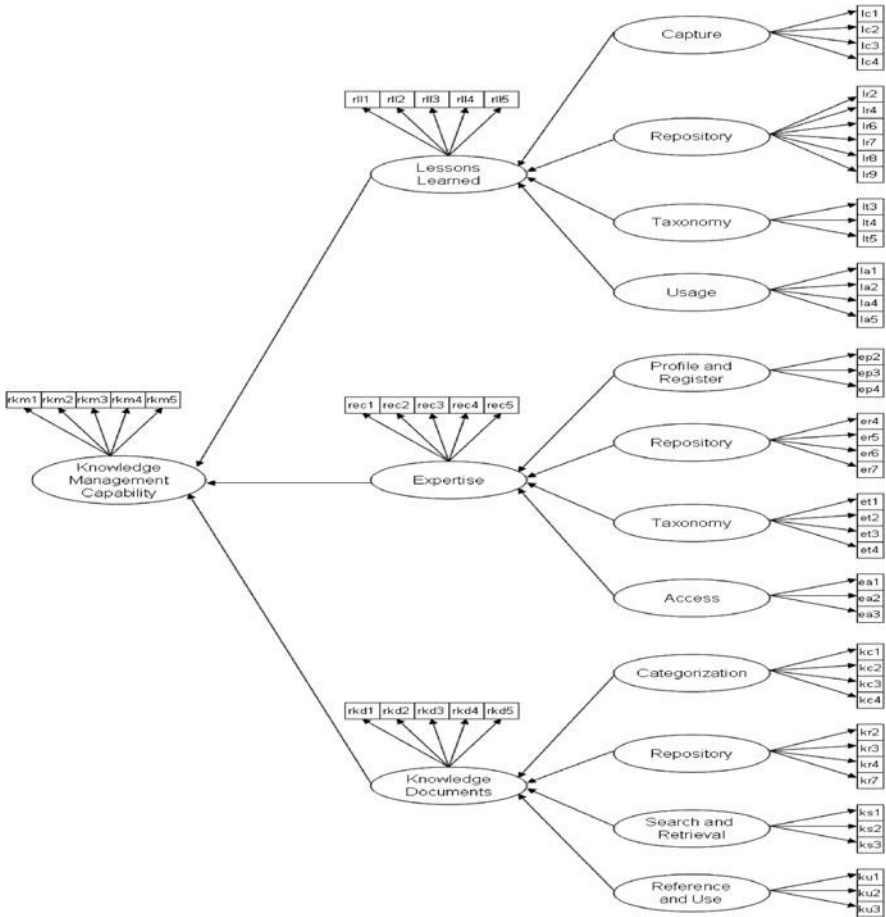 Capture
lc1
lc2
lc3
lc4
rll1 rll2 rll3 rll4 rll5
Repository
lr2
lr4
lr6
lr7
lr8
lr9
Lessons
Learned
Taxonomy
lt3
lt4
lt5
Usage
la1
la2
la4
la5
Profile and
Register
ep2
ep3
ep4
rkm1 rkm2 rkm3 rkm4 rkm5
rec1 rec2 rec3 rec4 rec5
Repository
er4
er5
er6
er7
Knowledge
Management
Capability
Expertise
Taxonomy
et1
et2
et3
et4
Access
ea1
ea2
ea3
Categorization
kc1
kc2
kc3
kc4
rkd1 rkd2 rkd3 rkd4 rkd5
Repository
kr2
kr3
kr4
kr7
Knowledge
Documents
Search and
Retrieval
ks1
ks2
ks3
Reference
and Use
ku1
ku2
ku3